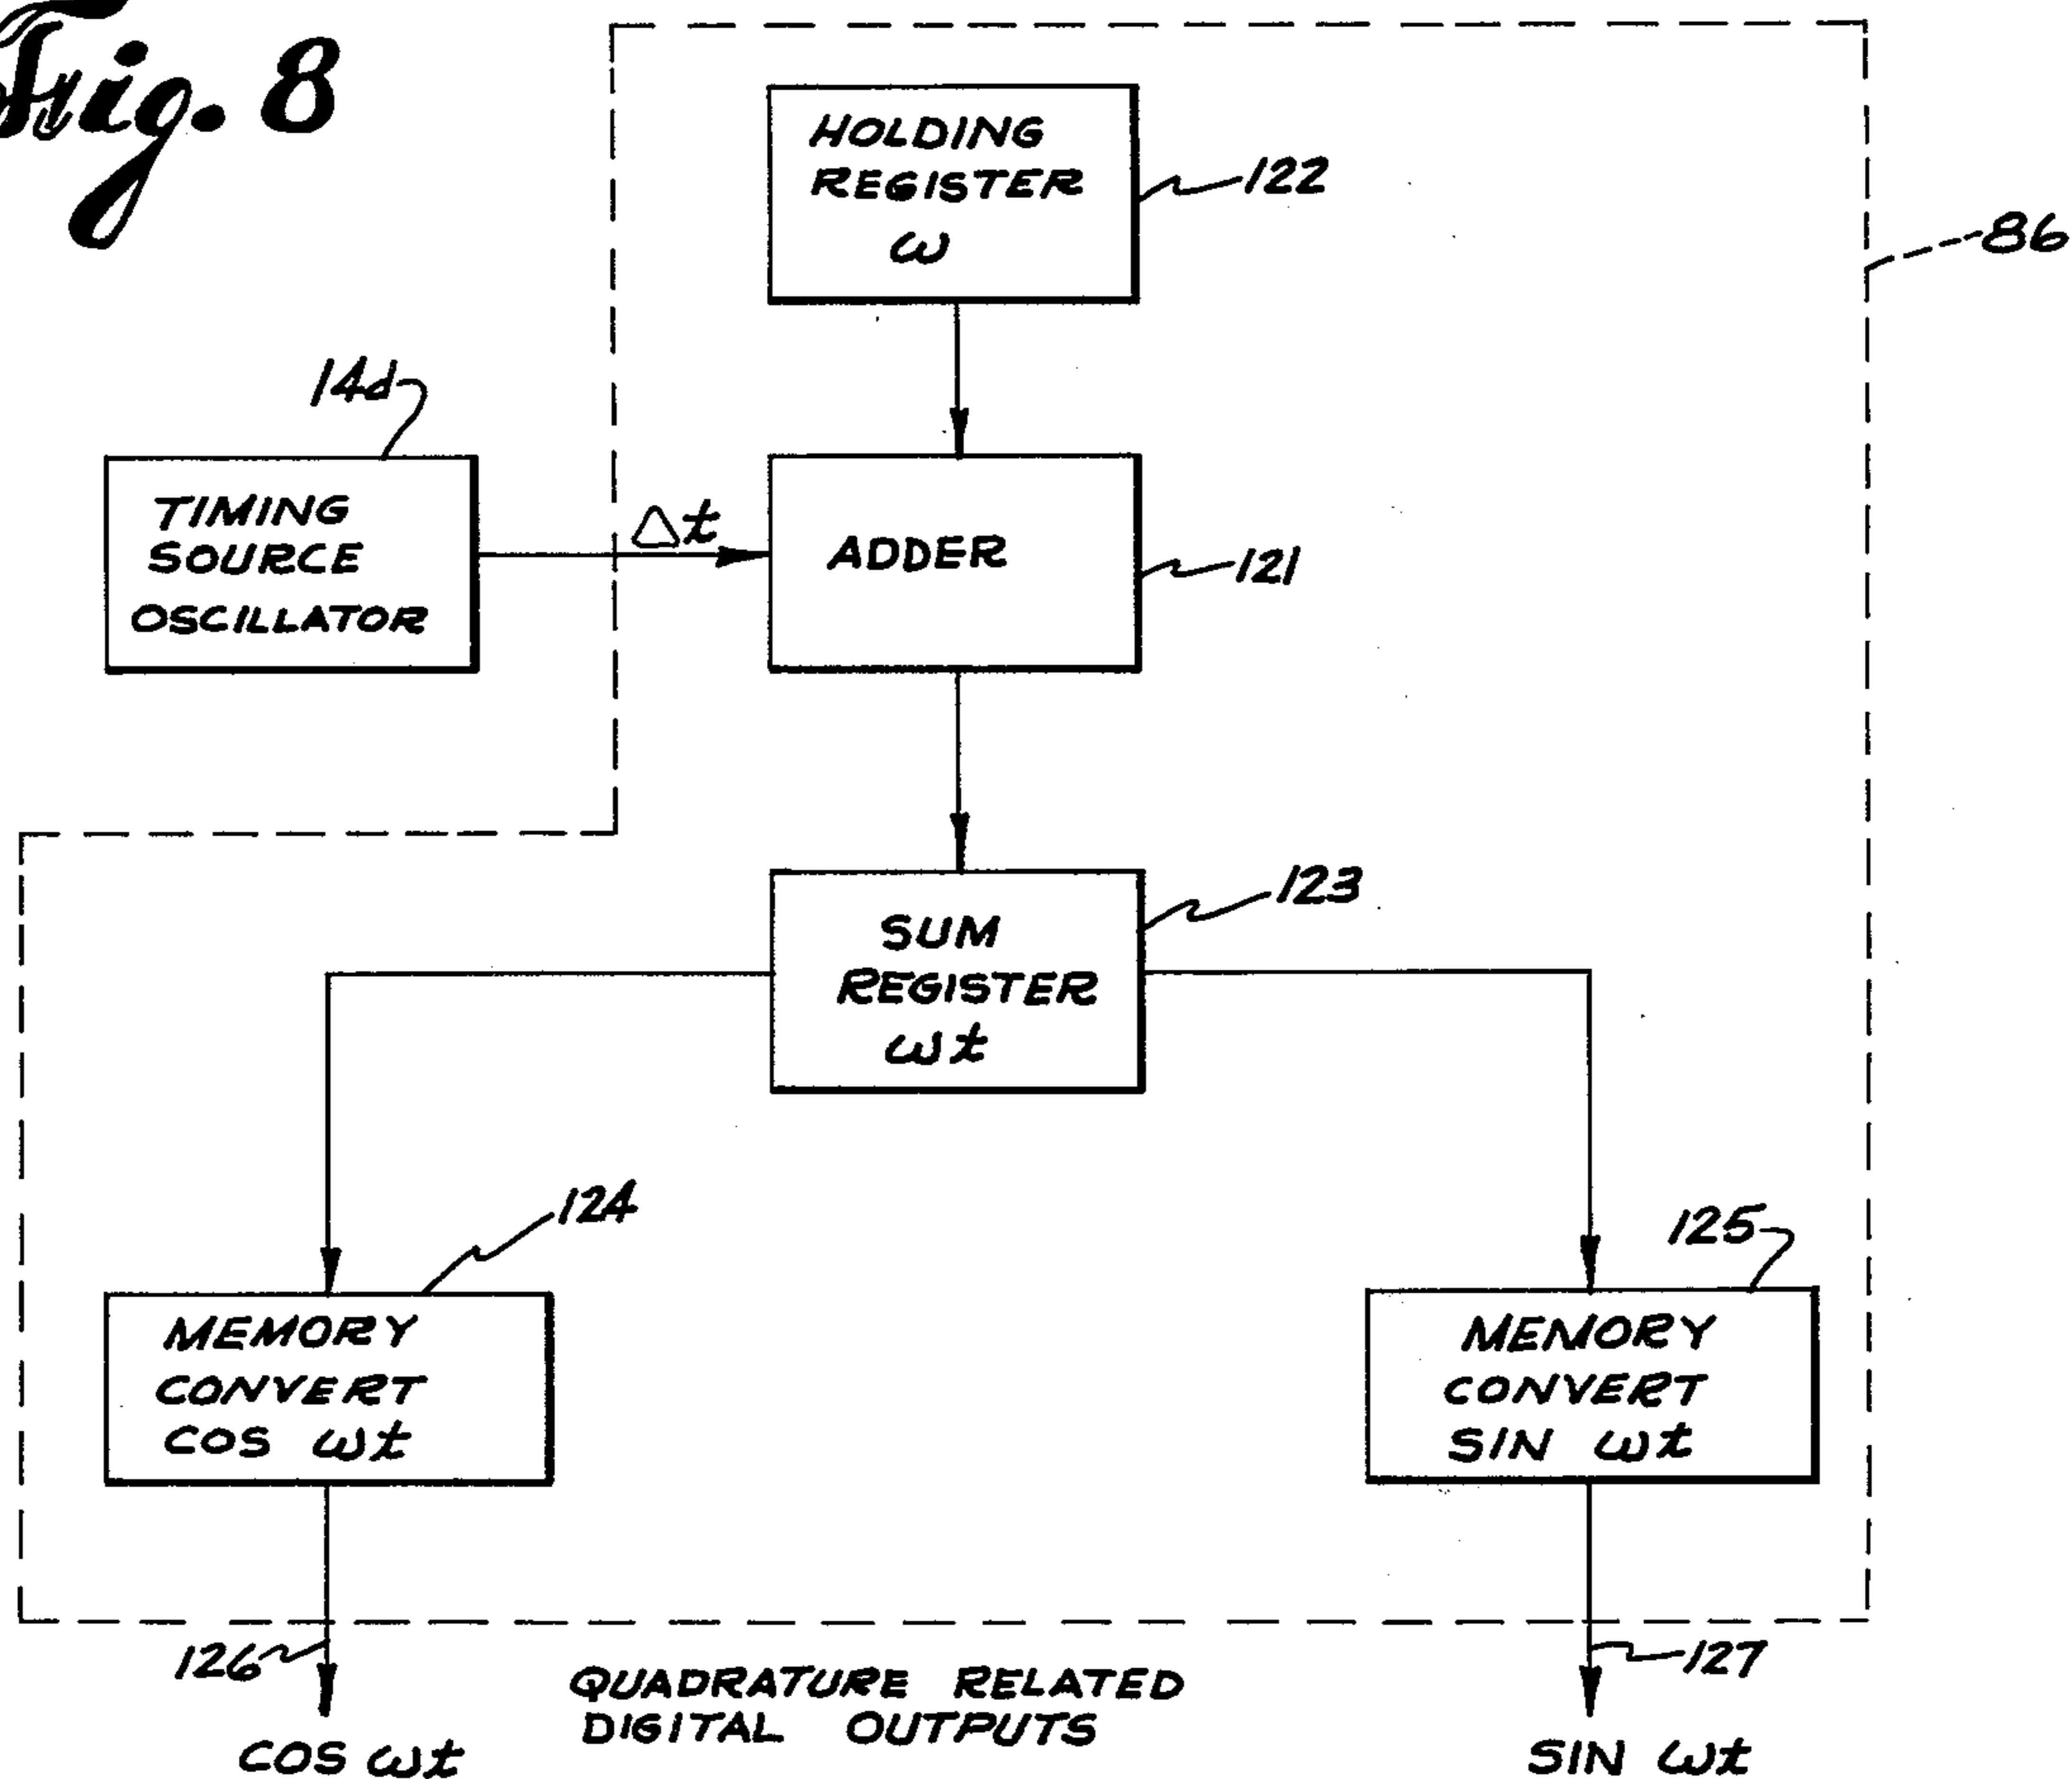 Fig. 8
HOLDING
REGISTER
ω
122
86
14d
TIMING
SOURCE
OSCILLATOR
Δt
ADDER
121
SUM
REGISTER
ωt
123
124
MEMORY
CONVERT
COS ωt
125
MEMORY
CONVERT
SIN ωt
126
127
QUADRATURE RELATED
DIGITAL OUTPUTS
COS ωt
SIN ωt